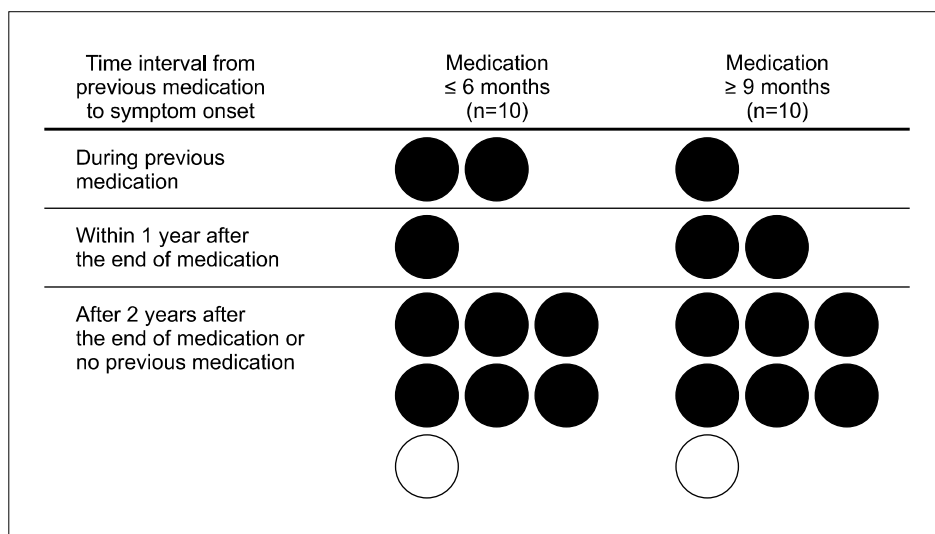 Time interval from
previous medication
to symptom onset
Medication
≤ 6 months
(n=10)
Medication
≥ 9 months
(n=10)
During previous
medication
Within 1 year after
the end of medication
After 2 years after
the end of medication or
no previous medication